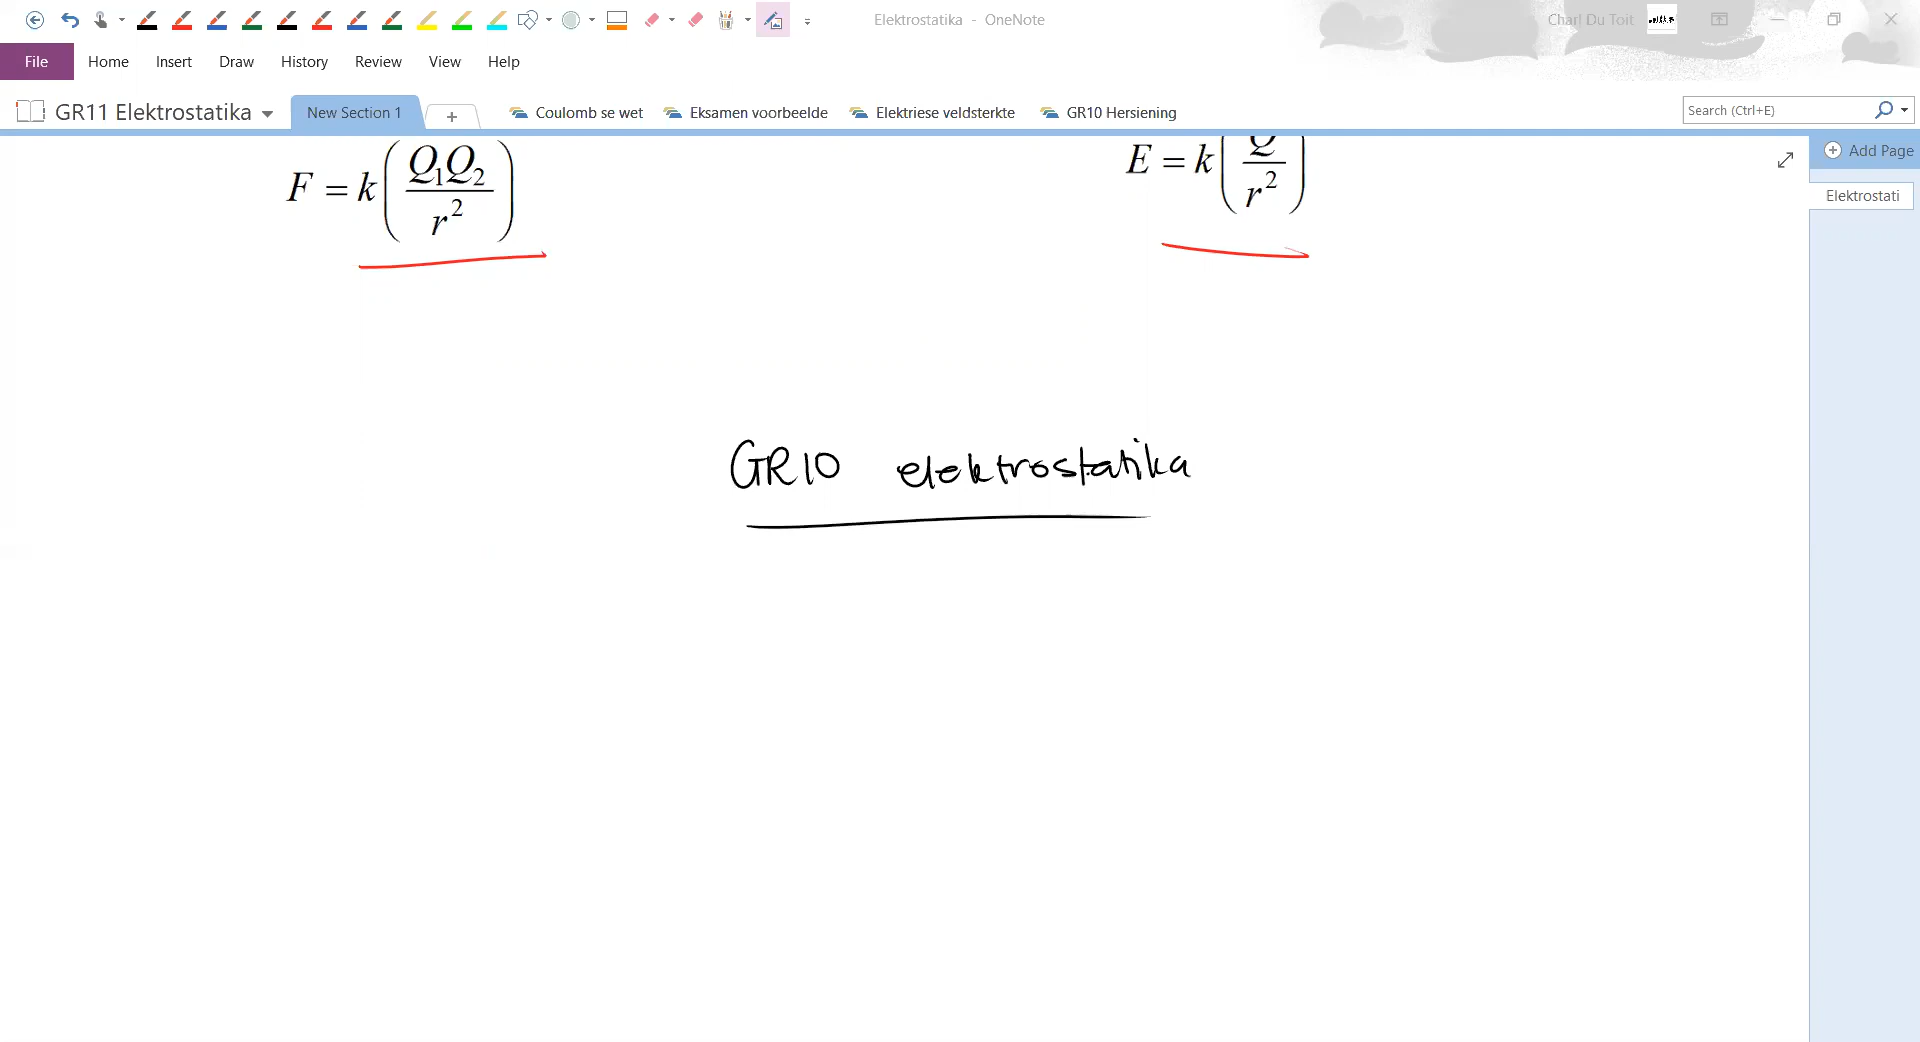 Elektrostatika - OneNote
Charl Du Toit
File Home Insert Draw History Review View Help
GR11 Elektrostatika New Section 1 + Coulomb se wet Eksamen voorbeelde Elektriese veldsterkte GR10 Hersiening Search (Ctrl+E)
Add Page
Elektrostati
F = k(Q₁Q₂/r²) E = k(Q/r²)
GR10 elektrostatika